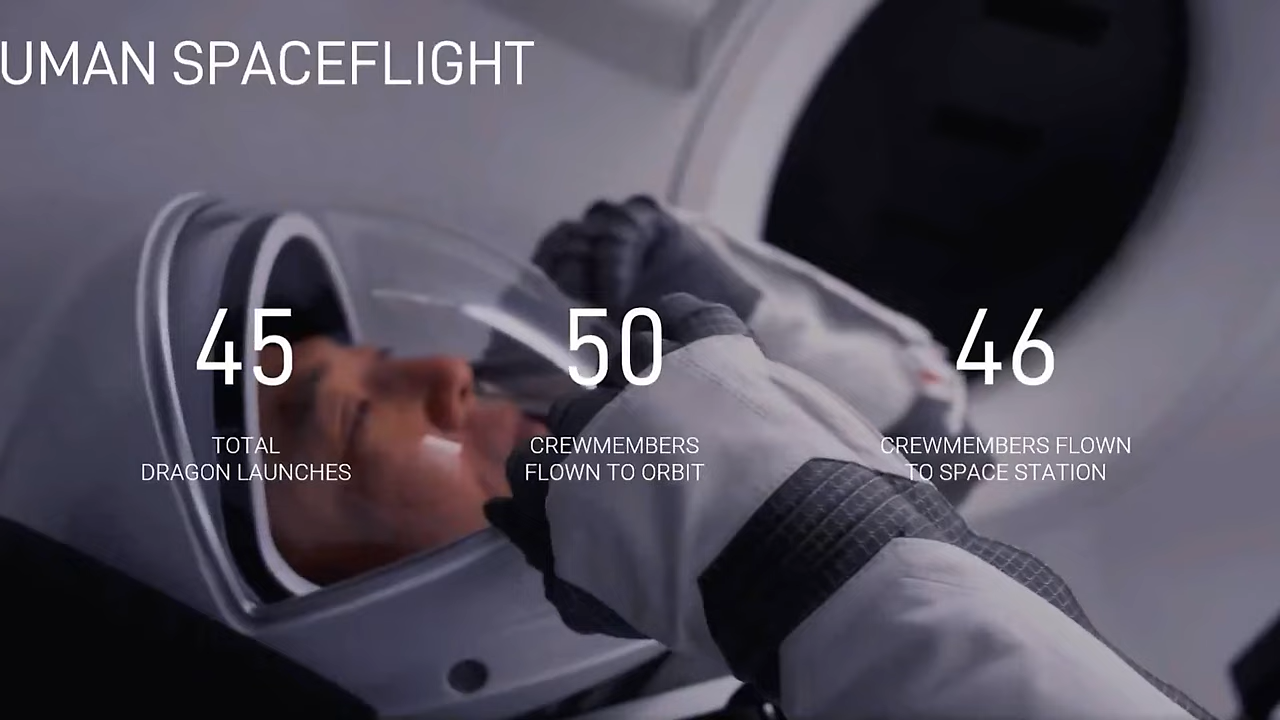 UMAN SPACEFLIGHT
45
50
46
TOTAL
DRAGON LAUNCHES
CREWMEMBERS
FLOWN TO ORBIT
CREWMEMBERS FLOWN
TO SPACE STATION